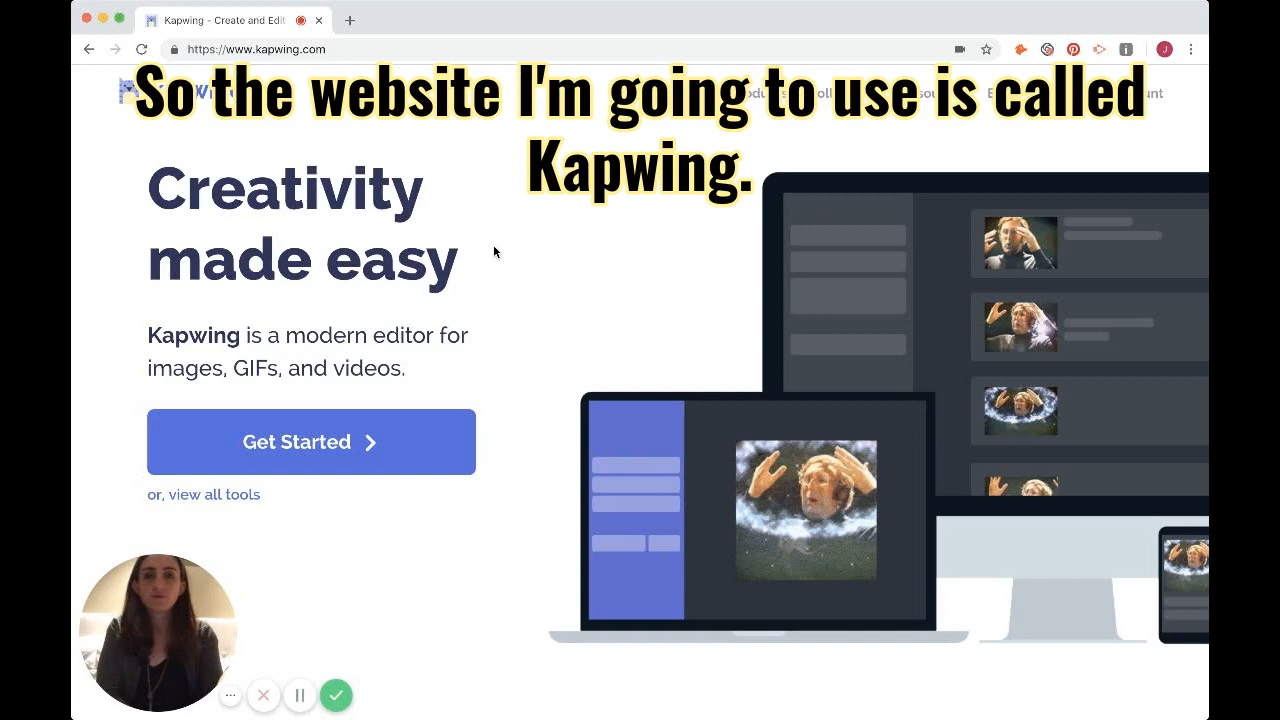 Kapwing - Create and Edit
https://www.kapwing.com
J
So the website I'm going to use is called
Kapwing.
Creativity
made easy
Kapwing is a modern editor for
images, GIFs, and videos.
Get Started
or, view all tools